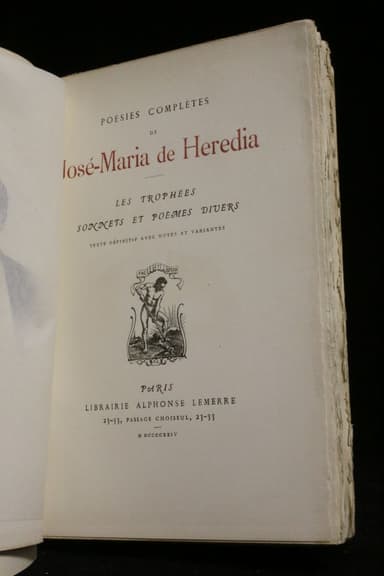 POÉSIES COMPLÈTES
DE
José-Maria de Heredia
LES TROPHÉES
SONNETS ET POÈMES DIVERS
TEXTE DÉFINITIF AVEC NOTES ET VARIANTES
PARIS
LIBRAIRIE ALPHONSE LEMERRE
23-33, PASSAGE CHOISEUL, 23-33